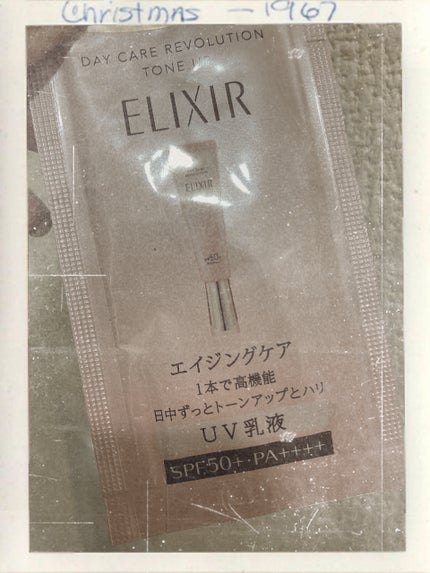 Christmas — 1967
DAY CARE REVOLUTION
TONE UP
ELIXIR
ELIXIR
エイジングケア
1本で高機能
日中ずっとトーンアップとハリ
UV乳液
SPF50+・PA++++